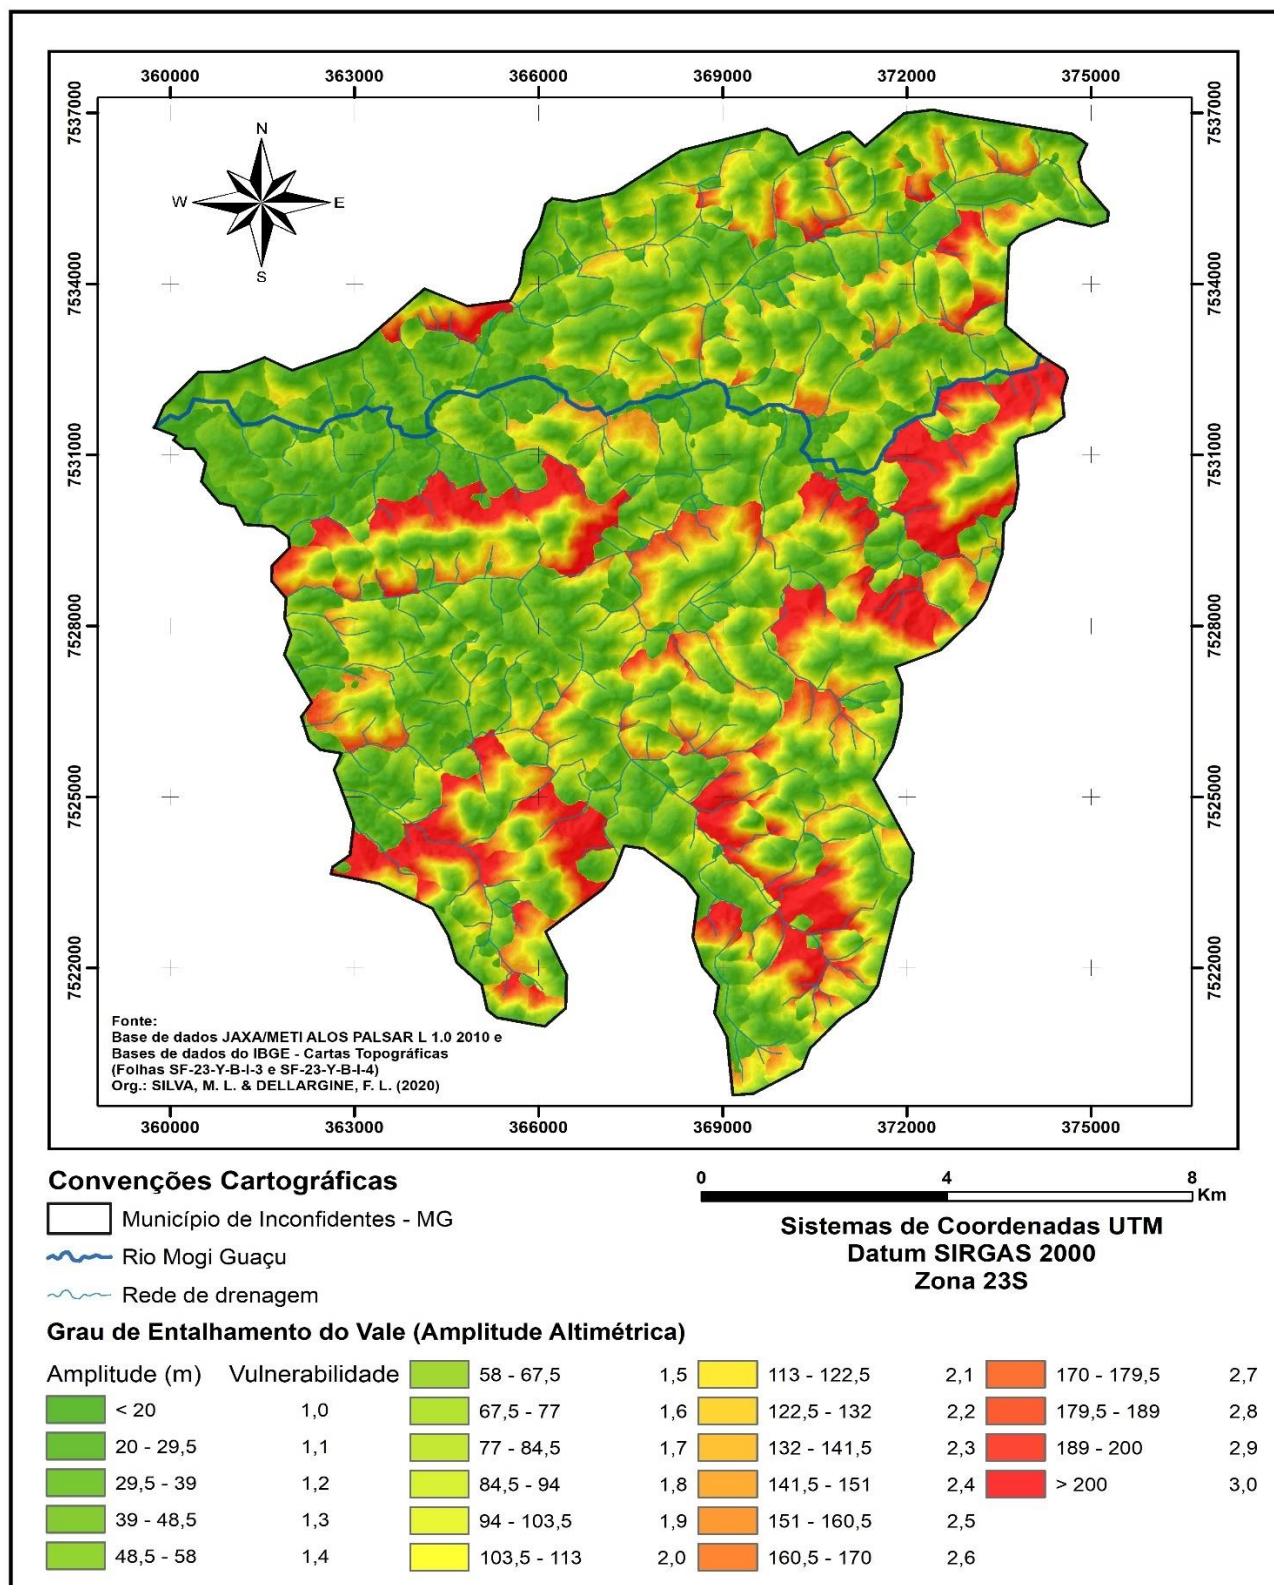 360000 363000 366000 369000 372000 375000
7537000 7537000
N
W E
S
7534000 7534000
7531000 7531000
7528000 7528000
7525000 7525000
7522000 7522000
Fonte:
Base de dados JAXA/METI ALOS PALSAR L 1.0 2010 e
Bases de dados do IBGE - Cartas Topográficas
(Folhas SF-23-Y-B-I-3 e SF-23-Y-B-I-4)
Org.: SILVA, M. L. & DELLARGINE, F. L. (2020)
360000 363000 366000 369000 372000 375000
Convenções Cartográficas
Município de Inconfidentes - MG
Rio Mogi Guaçu
Rede de drenagem
0 4 8
Km
Sistemas de Coordenadas UTM
Datum SIRGAS 2000
Zona 23S
Grau de Entalhamento do Vale (Amplitude Altimétrica)
Amplitude (m) Vulnerabilidade
< 20 1,0
20 - 29,5 1,1
29,5 - 39 1,2
39 - 48,5 1,3
48,5 - 58 1,4
58 - 67,5 1,5
67,5 - 77 1,6
77 - 84,5 1,7
84,5 - 94 1,8
94 - 103,5 1,9
103,5 - 113 2,0
113 - 122,5 2,1
122,5 - 132 2,2
132 - 141,5 2,3
141,5 - 151 2,4
151 - 160,5 2,5
160,5 - 170 2,6
170 - 179,5 2,7
179,5 - 189 2,8
189 - 200 2,9
> 200 3,0